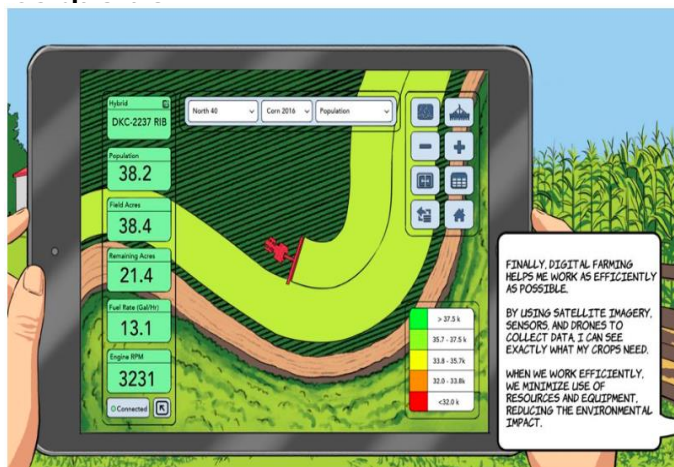 Hybrid
DKC-2237 RIB
Population
38.2
Field Acres
38.4
Remaining Acres
21.4
Fuel Rate (Gal/Hr)
13.1
Engine RPM
3231
Connected
North 40
Corn 2016
Population
> 37.5 k
35.7 - 37.5 k
33.8 - 35.7k
32.0 - 33.8k
<32.0 k
FINALLY, DIGITAL FARMING
HELPS ME WORK AS EFFICIENTLY
AS POSSIBLE.
BY USING SATELLITE IMAGERY,
SENSORS, AND DRONES TO
COLLECT DATA, I CAN SEE
EXACTLY WHAT MY CROPS NEED.
WHEN WE WORK EFFICIENTLY,
WE MINIMIZE USE OF
RESOURCES AND EQUIPMENT,
REDUCING THE ENVIRONMENTAL
IMPACT.